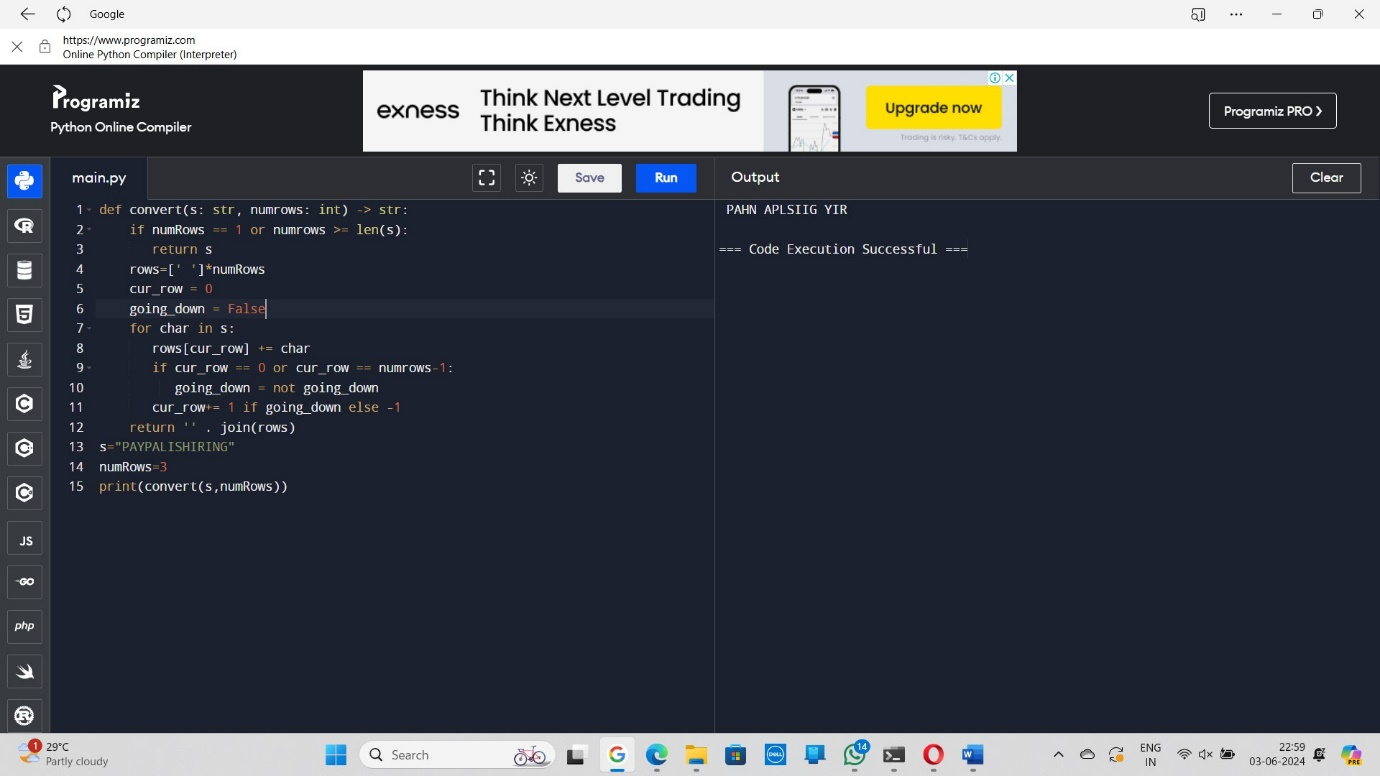 Google
https://www.programiz.com
Online Python Compiler (Interpreter)
Programiz
Python Online Compiler
exness
Think Next Level Trading
Think Exness
Upgrade now
Trading is risky. T&Cs apply.
Programiz PRO
main.py
Save
Run
Output
Clear
1 def convert(s: str, numrows: int) -> str:
2 if numRows == 1 or numrows >= len(s):
3 return s
4 rows=[' ']*numRows
5 cur_row = 0
6 going_down = False
7 for char in s:
8 rows[cur_row] += char
9 if cur_row == 0 or cur_row == numrows-1:
10 going_down = not going_down
11 cur_row+= 1 if going_down else -1
12 return '' . join(rows)
13 s="PAYPALISHIRING"
14 numRows=3
15 print(convert(s,numRows))
PAHN APLSIIG YIR
=== Code Execution Successful ===
JS
GO
php
1
29°C
Partly cloudy
Search
DELL
14
W
ENG
IN
22:59
03-06-2024
PRE